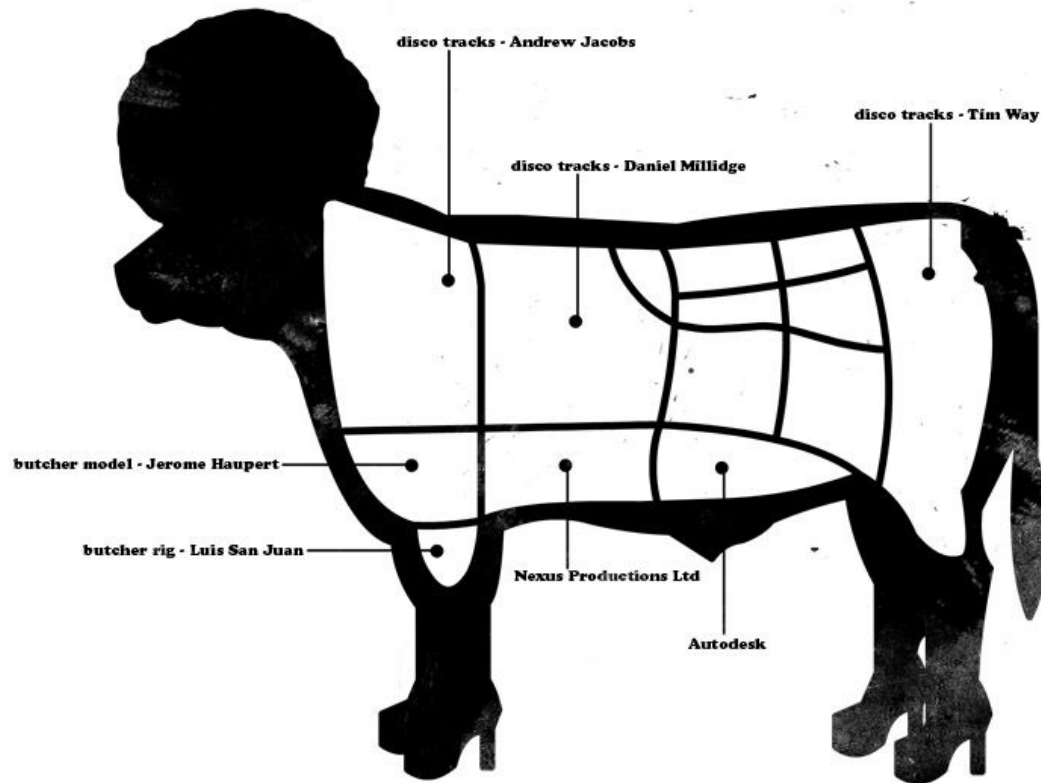 disco tracks - Andrew Jacobs
disco tracks - Tim Way
disco tracks - Daniel Millidge
butcher model - Jerome Haupert
butcher rig - Luis San Juan
Nexus Productions Ltd
Autodesk